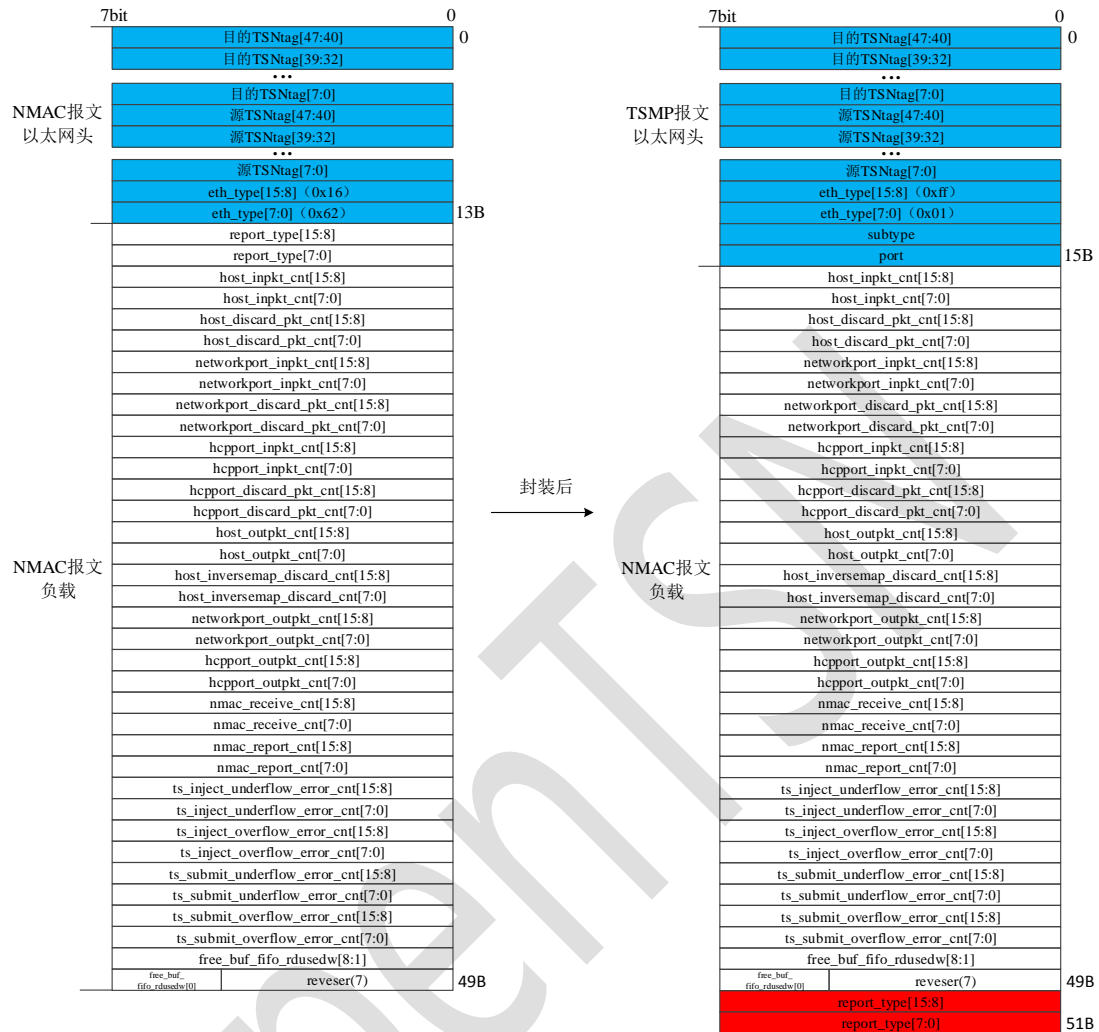 7bit
0
目的TSNtag[47:40]
0
目的TSNtag[39:32]
...
目的TSNtag[7:0]
源TSNtag[47:40]
源TSNtag[39:32]
...
源TSNtag[7:0]
eth_type[15:8]（0x16）
eth_type[7:0]（0x62）
13B
NMAC报文
以太网头
report_type[15:8]
report_type[7:0]
host_inpkt_cnt[15:8]
host_inpkt_cnt[7:0]
host_discard_pkt_cnt[15:8]
host_discard_pkt_cnt[7:0]
networkport_inpkt_cnt[15:8]
networkport_inpkt_cnt[7:0]
networkport_discard_pkt_cnt[15:8]
networkport_discard_pkt_cnt[7:0]
hcpport_inpkt_cnt[15:8]
hcpport_inpkt_cnt[7:0]
hcpport_discard_pkt_cnt[15:8]
hcpport_discard_pkt_cnt[7:0]
host_outpkt_cnt[15:8]
host_outpkt_cnt[7:0]
host_inversemap_discard_cnt[15:8]
host_inversemap_discard_cnt[7:0]
networkport_outpkt_cnt[15:8]
networkport_outpkt_cnt[7:0]
hcpport_outpkt_cnt[15:8]
hcpport_outpkt_cnt[7:0]
nmac_receive_cnt[15:8]
nmac_receive_cnt[7:0]
nmac_report_cnt[15:8]
nmac_report_cnt[7:0]
ts_inject_underflow_error_cnt[15:8]
ts_inject_underflow_error_cnt[7:0]
ts_inject_overflow_error_cnt[15:8]
ts_inject_overflow_error_cnt[7:0]
ts_submit_underflow_error_cnt[15:8]
ts_submit_underflow_error_cnt[7:0]
ts_submit_overflow_error_cnt[15:8]
ts_submit_overflow_error_cnt[7:0]
free_buf_fifo_rdusedw[8:1]
free_buf_
fifo_rdusedw[0]
reveser(7)
49B
NMAC报文
负载
封装后
7bit
0
目的TSNtag[47:40]
0
目的TSNtag[39:32]
...
目的TSNtag[7:0]
源TSNtag[47:40]
源TSNtag[39:32]
...
源TSNtag[7:0]
eth_type[15:8]（0xff）
eth_type[7:0]（0x01）
subtype
port
15B
TSMP报文
以太网头
host_inpkt_cnt[15:8]
host_inpkt_cnt[7:0]
host_discard_pkt_cnt[15:8]
host_discard_pkt_cnt[7:0]
networkport_inpkt_cnt[15:8]
networkport_inpkt_cnt[7:0]
networkport_discard_pkt_cnt[15:8]
networkport_discard_pkt_cnt[7:0]
hcpport_inpkt_cnt[15:8]
hcpport_inpkt_cnt[7:0]
hcpport_discard_pkt_cnt[15:8]
hcpport_discard_pkt_cnt[7:0]
host_outpkt_cnt[15:8]
host_outpkt_cnt[7:0]
host_inversemap_discard_cnt[15:8]
host_inversemap_discard_cnt[7:0]
networkport_outpkt_cnt[15:8]
networkport_outpkt_cnt[7:0]
hcpport_outpkt_cnt[15:8]
hcpport_outpkt_cnt[7:0]
nmac_receive_cnt[15:8]
nmac_receive_cnt[7:0]
nmac_report_cnt[15:8]
nmac_report_cnt[7:0]
ts_inject_underflow_error_cnt[15:8]
ts_inject_underflow_error_cnt[7:0]
ts_inject_overflow_error_cnt[15:8]
ts_inject_overflow_error_cnt[7:0]
ts_submit_underflow_error_cnt[15:8]
ts_submit_underflow_error_cnt[7:0]
ts_submit_overflow_error_cnt[15:8]
ts_submit_overflow_error_cnt[7:0]
free_buf_fifo_rdusedw[8:1]
free_buf_
fifo_rdusedw[0]
reveser(7)
49B
NMAC报文
负载
report_type[15:8]
report_type[7:0]
51B
enTSN